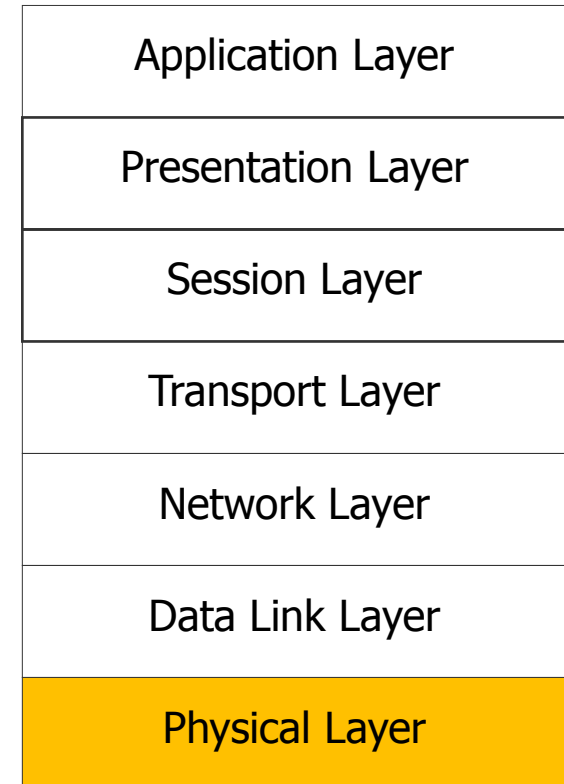 Application Layer
Presentation Layer
Session Layer
Transport Layer
Network Layer
Data Link Layer
Physical Layer